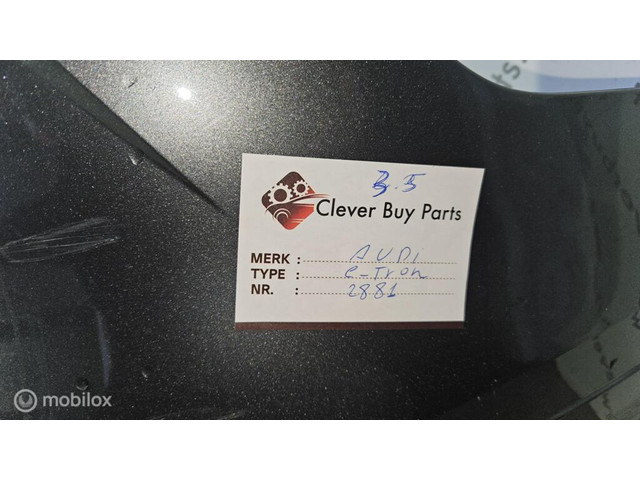 3.5
Clever Buy Parts
MERK : AUDi
TYPE : e-Tron
NR. : 2881
mobilox